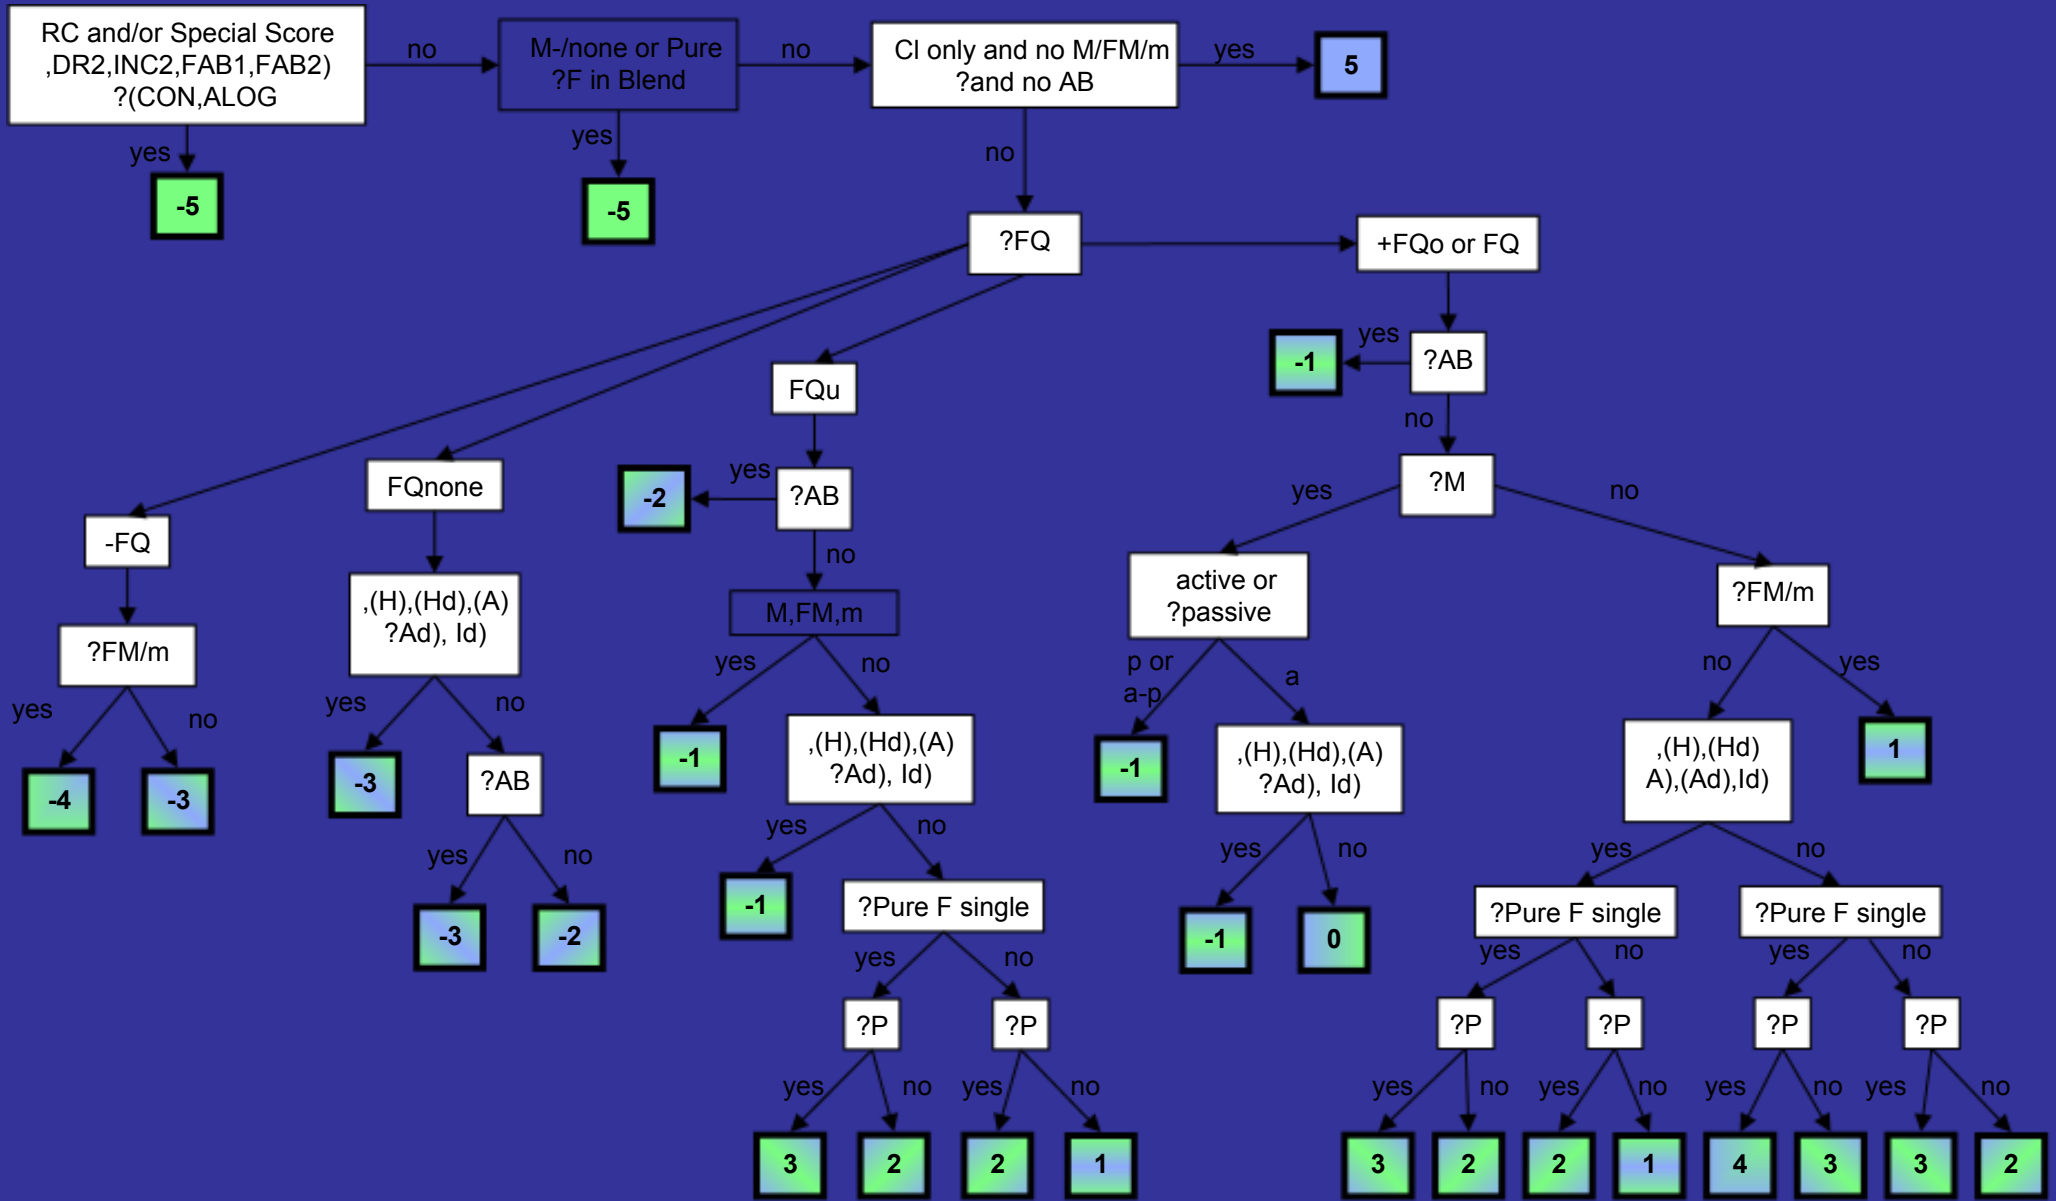 RC and/or Special Score
,DR2,INC2,FAB1,FAB2)
?(CON,ALOG
no
M-/none or Pure
?F in Blend
no
Cl only and no M/FM/m
?and no AB
yes
5
yes
-5
yes
-5
no
?FQ
+FQo or FQ
yes
-1
?AB
no
FQu
?M
yes
no
FQnone
yes
-2
?AB
no
-FQ
,(H),(Hd),(A)
?Ad), Id)
M,FM,m
active or
?passive
?FM/m
?FM/m
yes
no
yes
no
yes
no
p or
a-p
a
no
yes
-4
-3
-3
?AB
-1
,(H),(Hd),(A)
?Ad), Id)
-1
,(H),(Hd),(A)
?Ad), Id)
,(H),(Hd)
A),(Ad),Id)
1
yes
no
yes
no
yes
no
yes
no
-3
-2
-1
?Pure F single
-1
0
?Pure F single
?Pure F single
yes
no
yes
no
yes
no
?P
?P
?P
?P
?P
?P
yes
no
yes
no
yes
no
yes
no
yes
no
yes
no
3
2
2
1
3
2
2
1
4
3
3
2